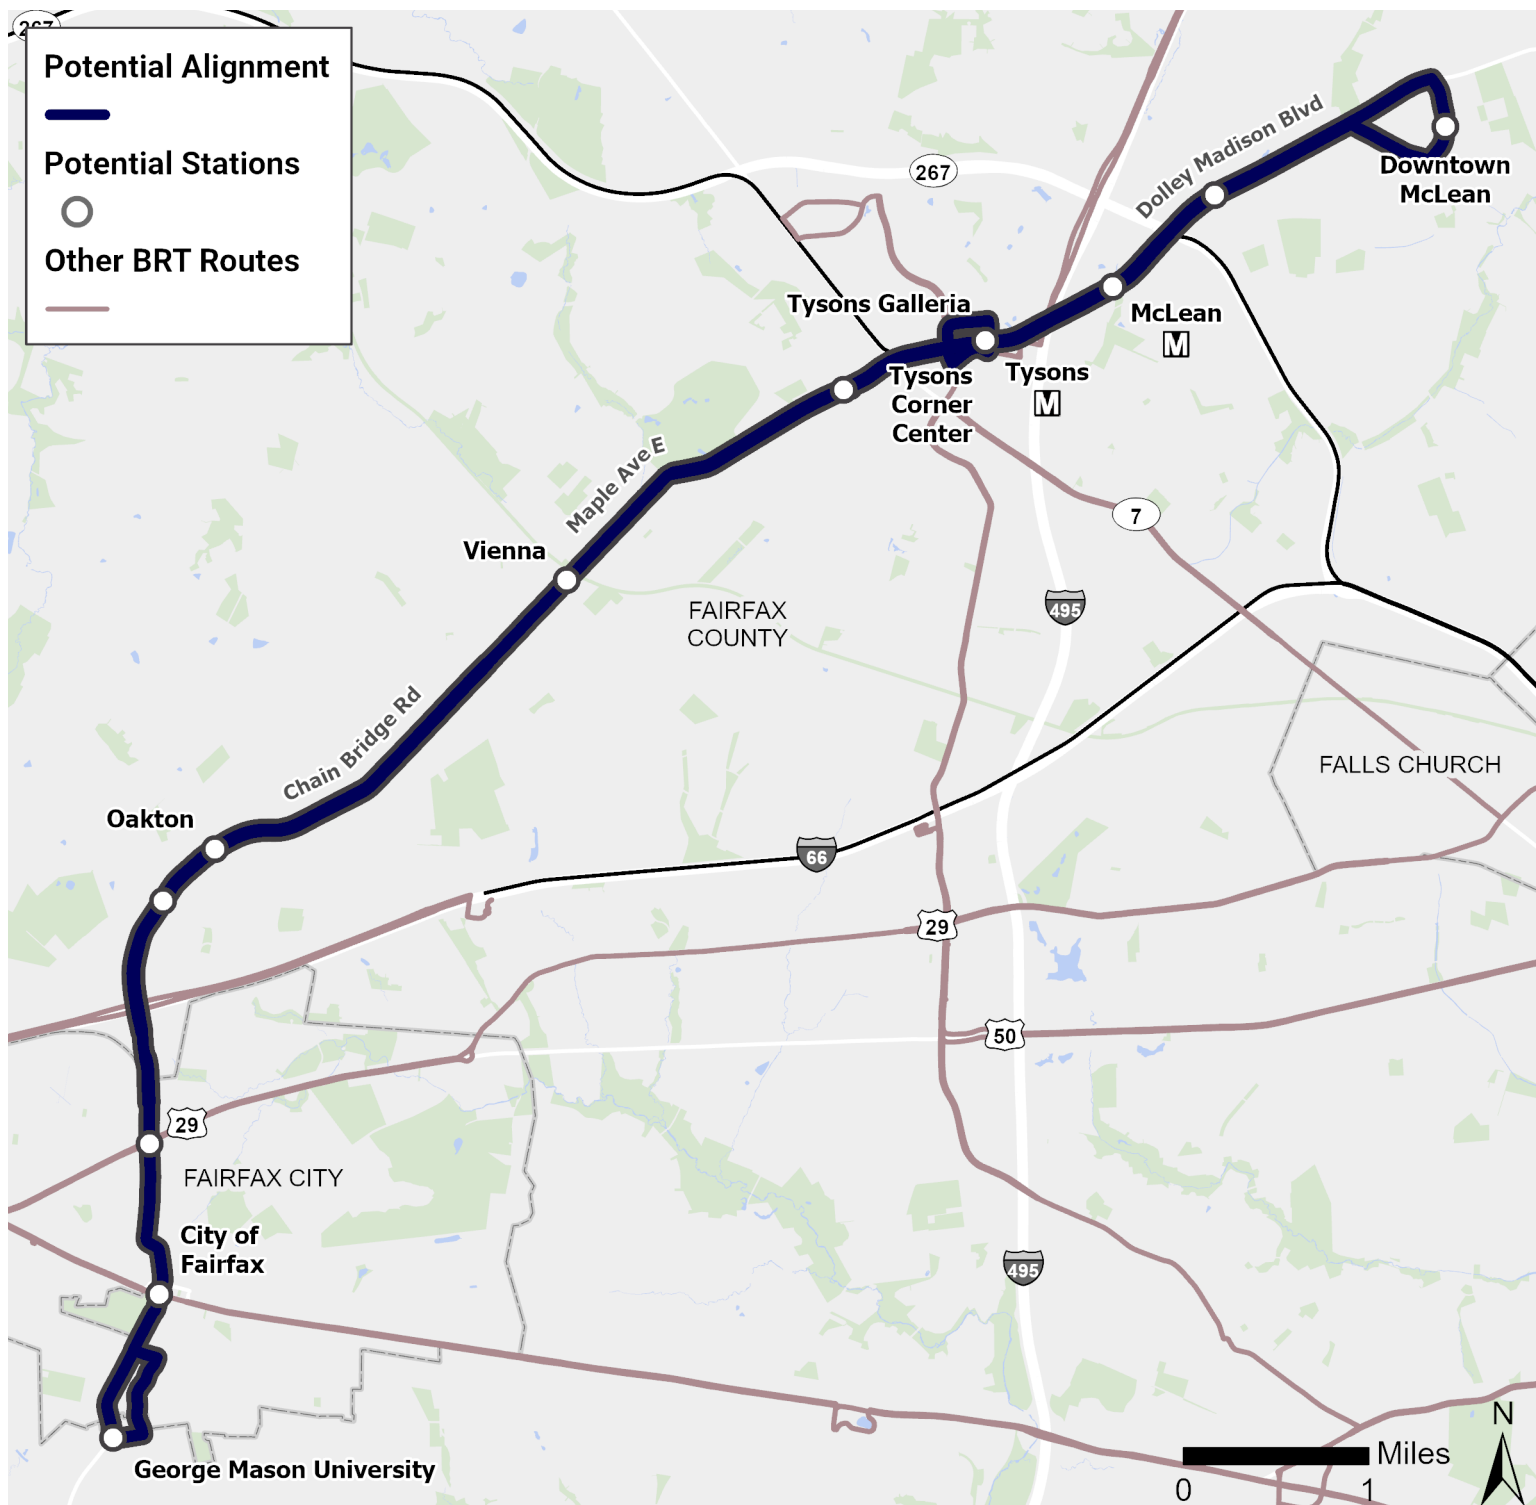 267
Potential Alignment
Potential Stations
Other BRT Routes
267
Dolley Madison Blvd
Downtown
McLean
Tysons Galleria
McLean
M
Tysons
M
Tysons
Corner
Center
Maple Ave E
7
Vienna
FAIRFAX
COUNTY
495
Chain Bridge Rd
FALLS CHURCH
Oakton
66
29
50
29
FAIRFAX CITY
City of
Fairfax
495
George Mason University
N
Miles
0 1